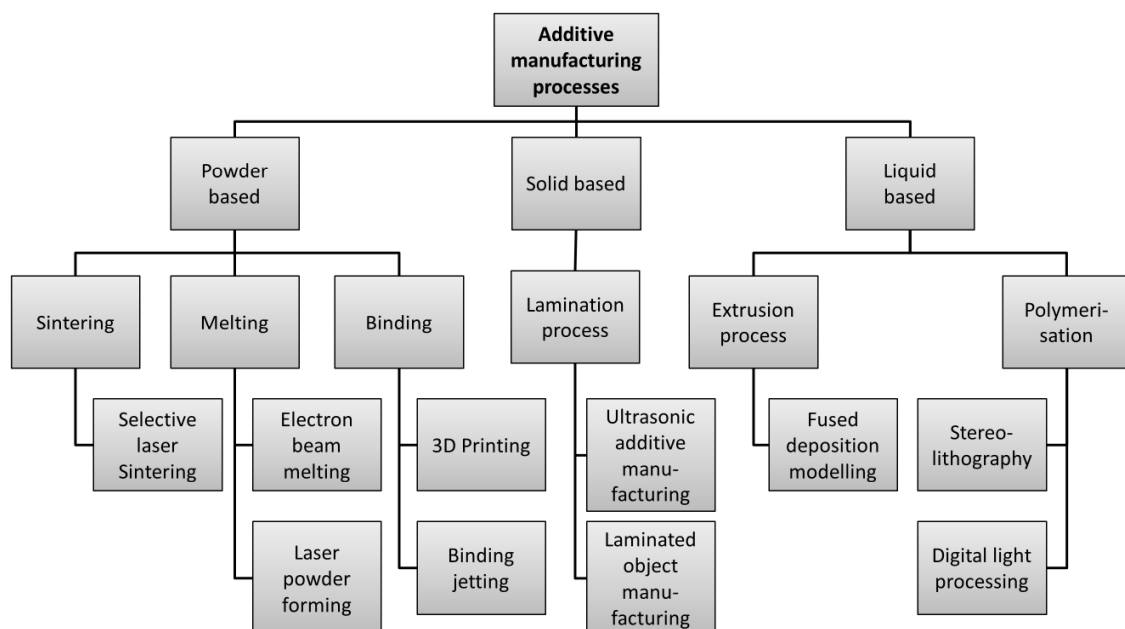 Additive
manufacturing
processes
Powder
based
Solid based
Liquid
based
Sintering
Melting
Binding
Lamination
process
Extrusion
process
Polymeri-
sation
Selective
laser
Sintering
Electron
beam
melting
3D Printing
Ultrasonic
additive
manu-
facturing
Fused
deposition
modelling
Stereo-
lithography
Laser
powder
forming
Binding
jetting
Laminated
object
manu-
facturing
Digital light
processing